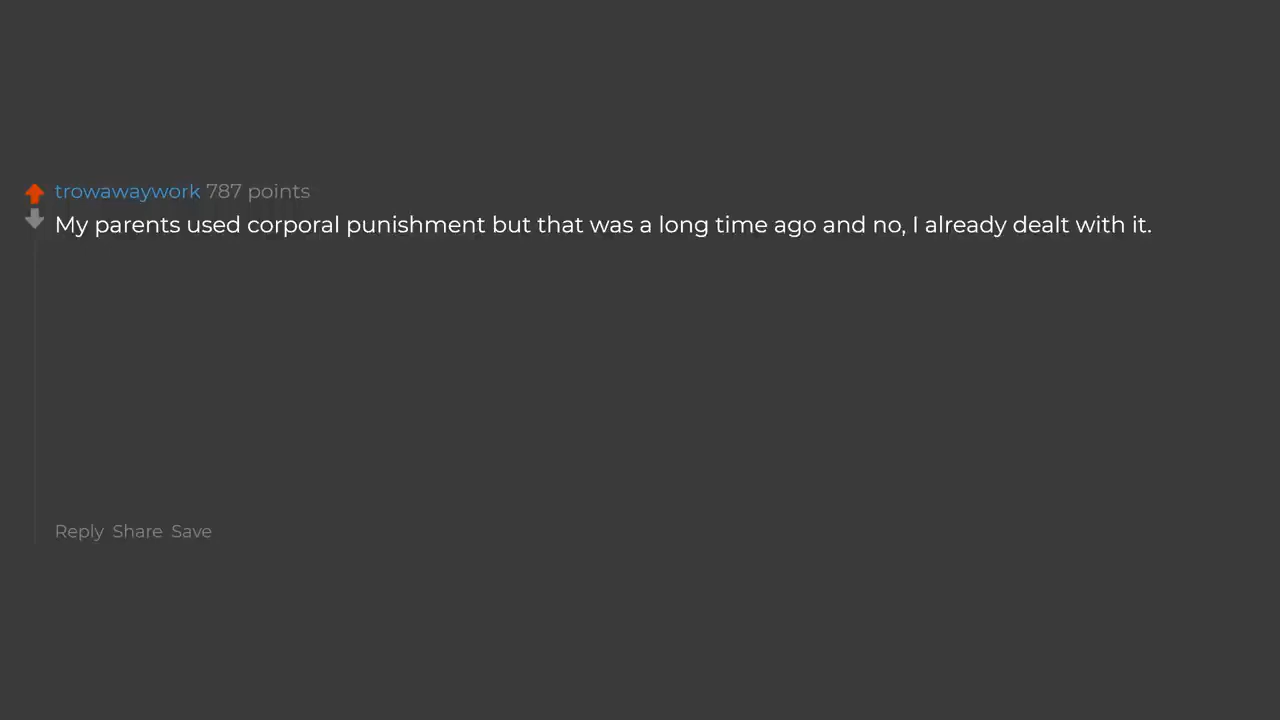 trowawaywork 787 points
My parents used corporal punishment but that was a long time ago and no, I already dealt with it.
Reply Share Save